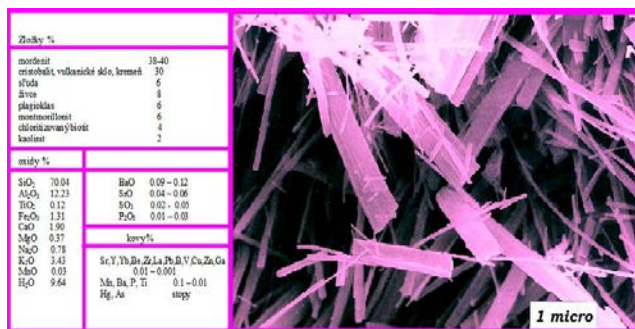 Zložky %
mordenit 38-40
cristobalit, vulkanické sklo, kremeň 30
sľuda 6
živce 8
plagioklas 6
montmorillonit 6
chloritizovaný biotit 4
kaolinit 2
oxidy %
SiO₂ 70.04
Al₂O₃ 12.23
TiO₂ 0.12
Fe₂O₃ 1.31
CaO 1.90
MgO 0.37
Na₂O 0.78
K₂O 3.43
MnO 0.03
H₂O 9.64
BaO 0.09 – 0.12
SrO 0.04 – 0.06
SO₃ 0.02 - 0.05
P₂O₅ 0.01 – 0.03
kovy%
Sr,Y,Yb,Be,Zr,La,Pb,B,V,Cu,Zn,Ga
0.01 – 0.001
Mn, Ba, P, Ti 0.1 – 0.01
Hg, As stopy
1 micro